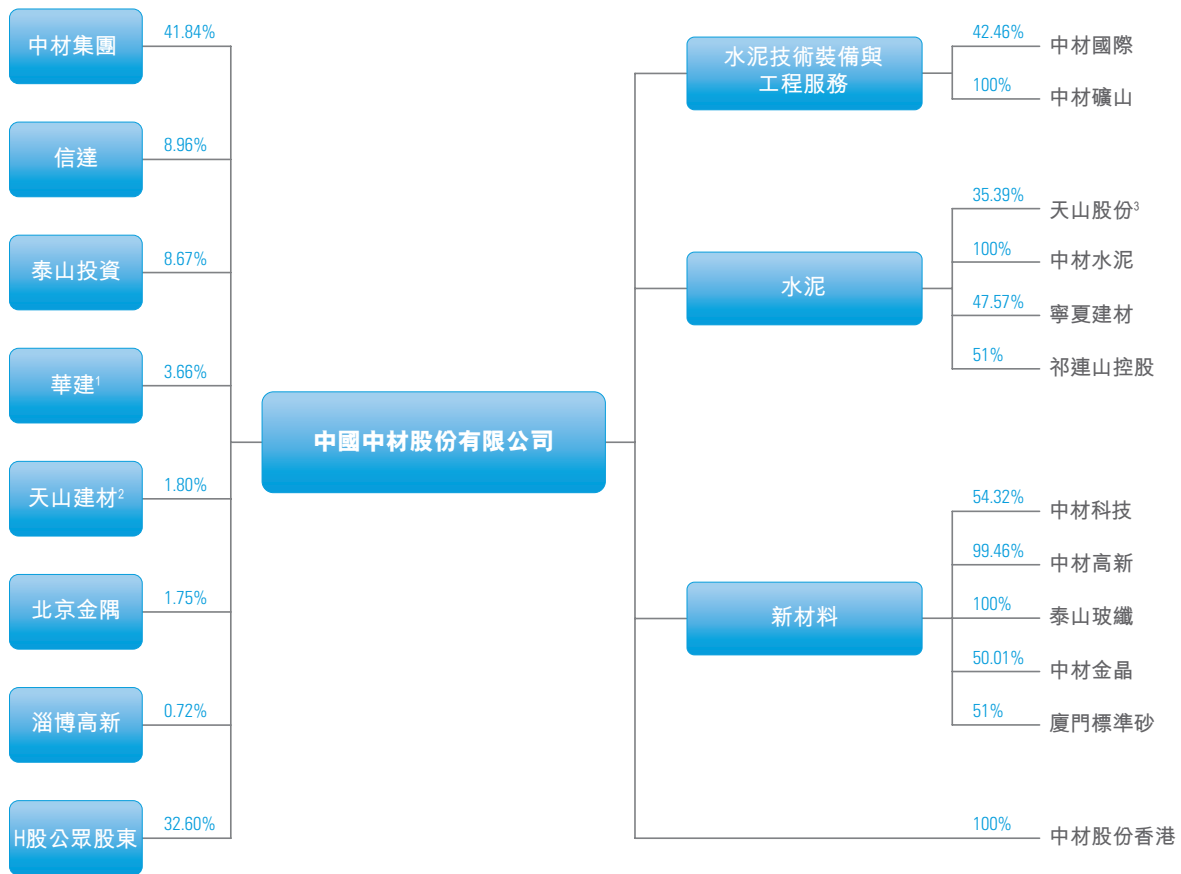 中材集團
41.84%
信達
8.96%
泰山投資
8.67%
華建1
3.66%
天山建材2
1.80%
北京金隅
1.75%
淄博高新
0.72%
H股公眾股東
32.60%
中國中材股份有限公司
水泥技術裝備與
工程服務
42.46%
中材國際
100%
中材礦山
水泥
35.39%
天山股份3
100%
中材水泥
47.57%
寧夏建材
51%
祁連山控股
新材料
54.32%
中材科技
99.46%
中材高新
100%
泰山玻纖
50.01%
中材金晶
51%
廈門標準砂
100%
中材股份香港